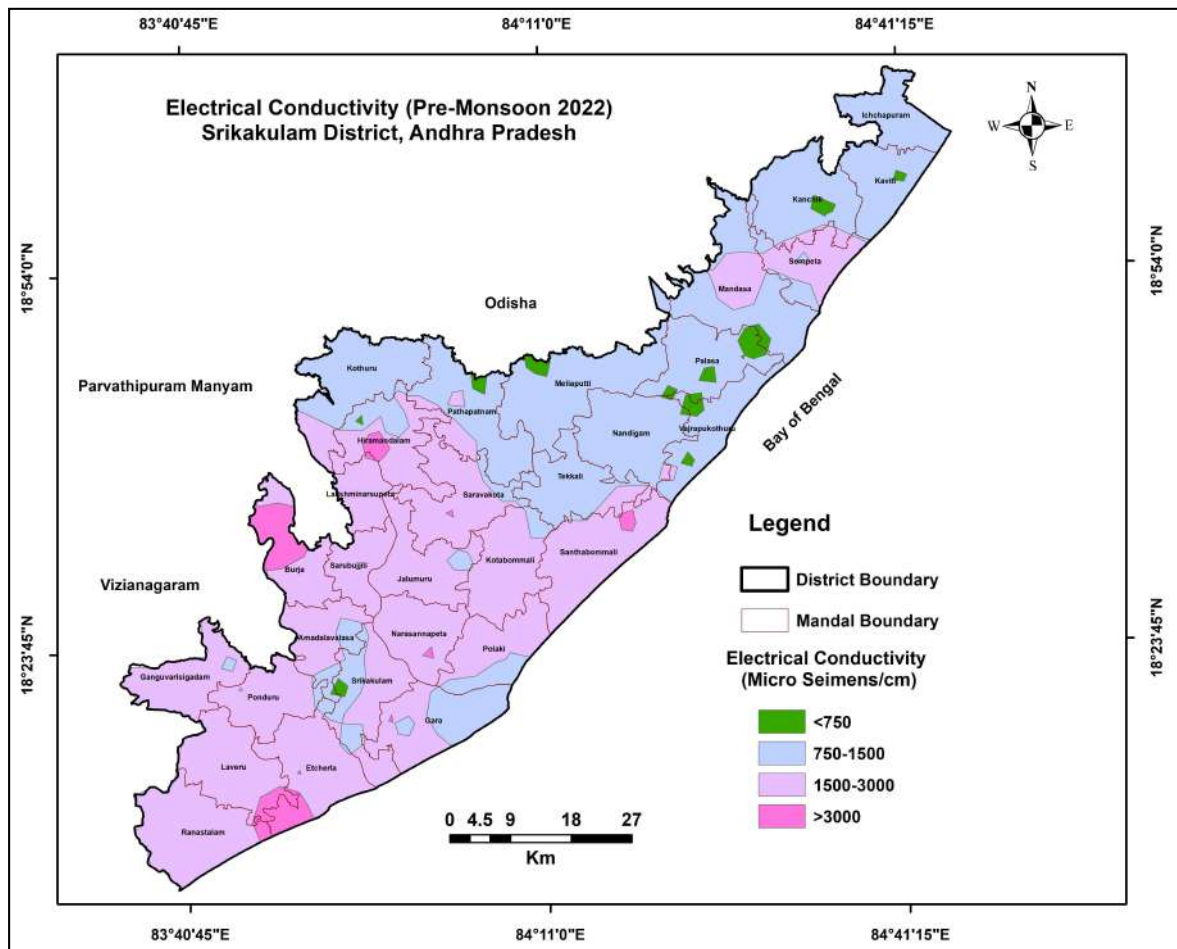 83°40'45"E
84°11'0"E
84°41'15"E
Electrical Conductivity (Pre-Monsoon 2022)
Srikakulam District, Andhra Pradesh
N
W
E
S
Ichchapuram
Kaviti
Kanchili
18°54'0"N
18°54'0"N
Sompeta
Mandasa
Odisha
Palasa
Kothuru
Meliaputti
Parvathipuram Manyam
Pathapatnam
Bay of Bengal
Vajrapukothuru
Nandigam
Hiramandalam
Tekkali
Lakshminarsupeta
Saravakota
Legend
Santhabommali
Kotabommali
Burja
Sarubujjili
Jalumuru
District Boundary
Vizianagaram
Mandal Boundary
Amadalavalasa
Narasannapeta
Polaki
18°23'45"N
18°23'45"N
Electrical Conductivity
(Micro Seimens/cm)
Ganguvarisigadam
Ponduru
Srikakulam
Gara
<750
750-1500
1500-3000
>3000
Laveru
Etcherla
Ranastalam
0 4.5 9 18 27
Km
83°40'45"E
84°11'0"E
84°41'15"E